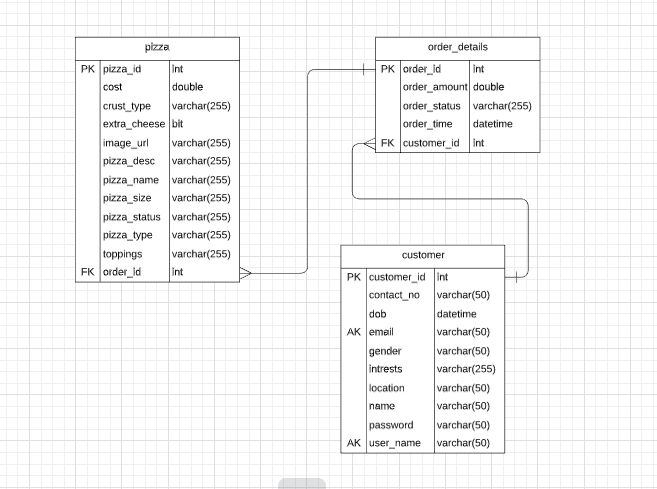 pizza
PK pizza_id int
cost double
crust_type varchar(255)
extra_cheese bit
image_url varchar(255)
pizza_desc varchar(255)
pizza_name varchar(255)
pizza_size varchar(255)
pizza_status varchar(255)
pizza_type varchar(255)
toppings varchar(255)
FK order_id int
order_details
PK order_id int
order_amount double
order_status varchar(255)
order_time datetime
FK customer_id int
customer
PK customer_id int
contact_no varchar(50)
dob datetime
AK email varchar(50)
gender varchar(50)
intrests varchar(255)
location varchar(50)
name varchar(50)
password varchar(50)
AK user_name varchar(50)